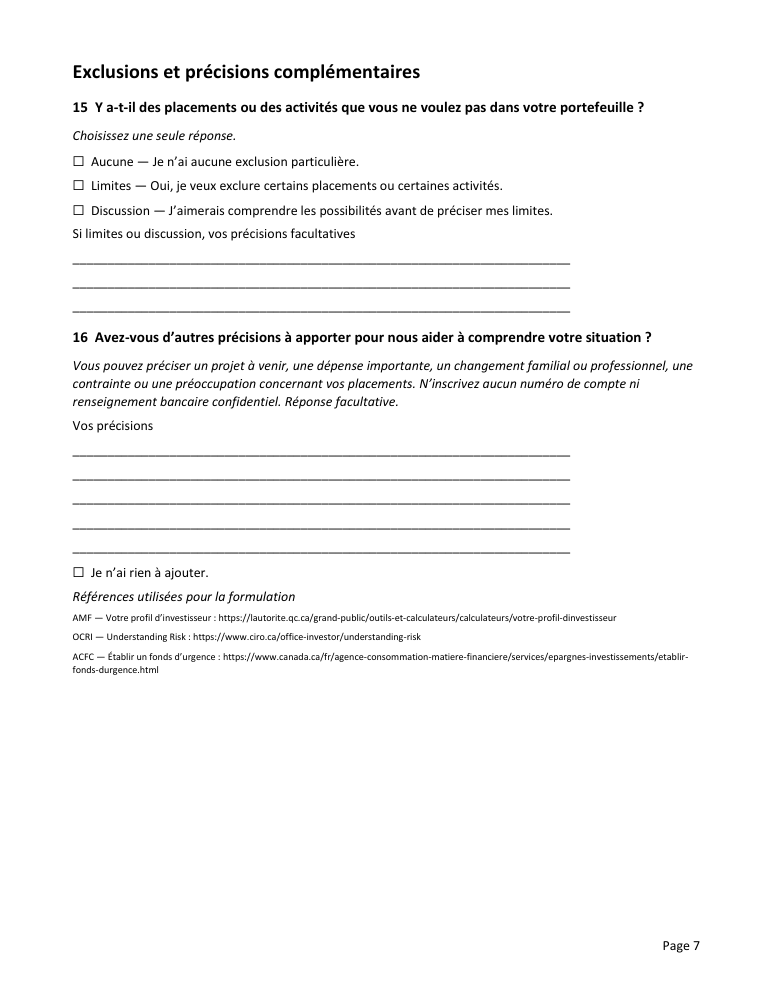 Exclusions et précisions complémentaires
15 Y a-t-il des placements ou des activités que vous ne voulez pas dans votre portefeuille ?
Choisissez une seule réponse.
☐ Aucune — Je n’ai aucune exclusion particulière.
☐ Limites — Oui, je veux exclure certains placements ou certaines activités.
☐ Discussion — J’aimerais comprendre les possibilités avant de préciser mes limites.
Si limites ou discussion, vos précisions facultatives
______________________________________________________________________
______________________________________________________________________
______________________________________________________________________
16 Avez-vous d’autres précisions à apporter pour nous aider à comprendre votre situation ?
Vous pouvez préciser un projet à venir, une dépense importante, un changement familial ou professionnel, une
contrainte ou une préoccupation concernant vos placements. N’inscrivez aucun numéro de compte ni
renseignement bancaire confidentiel. Réponse facultative.
Vos précisions
______________________________________________________________________
______________________________________________________________________
______________________________________________________________________
______________________________________________________________________
______________________________________________________________________
☐ Je n’ai rien à ajouter.
Références utilisées pour la formulation
AMF — Votre profil d’investisseur : https://lautorite.qc.ca/grand-public/outils-et-calculateurs/calculateurs/votre-profil-dinvestisseur
OCRI — Understanding Risk : https://www.ciro.ca/office-investor/understanding-risk
ACFC — Établir un fonds d’urgence : https://www.canada.ca/fr/agence-consommation-matiere-financiere/services/epargnes-investissements/etablir-
fonds-durgence.html
Page 7